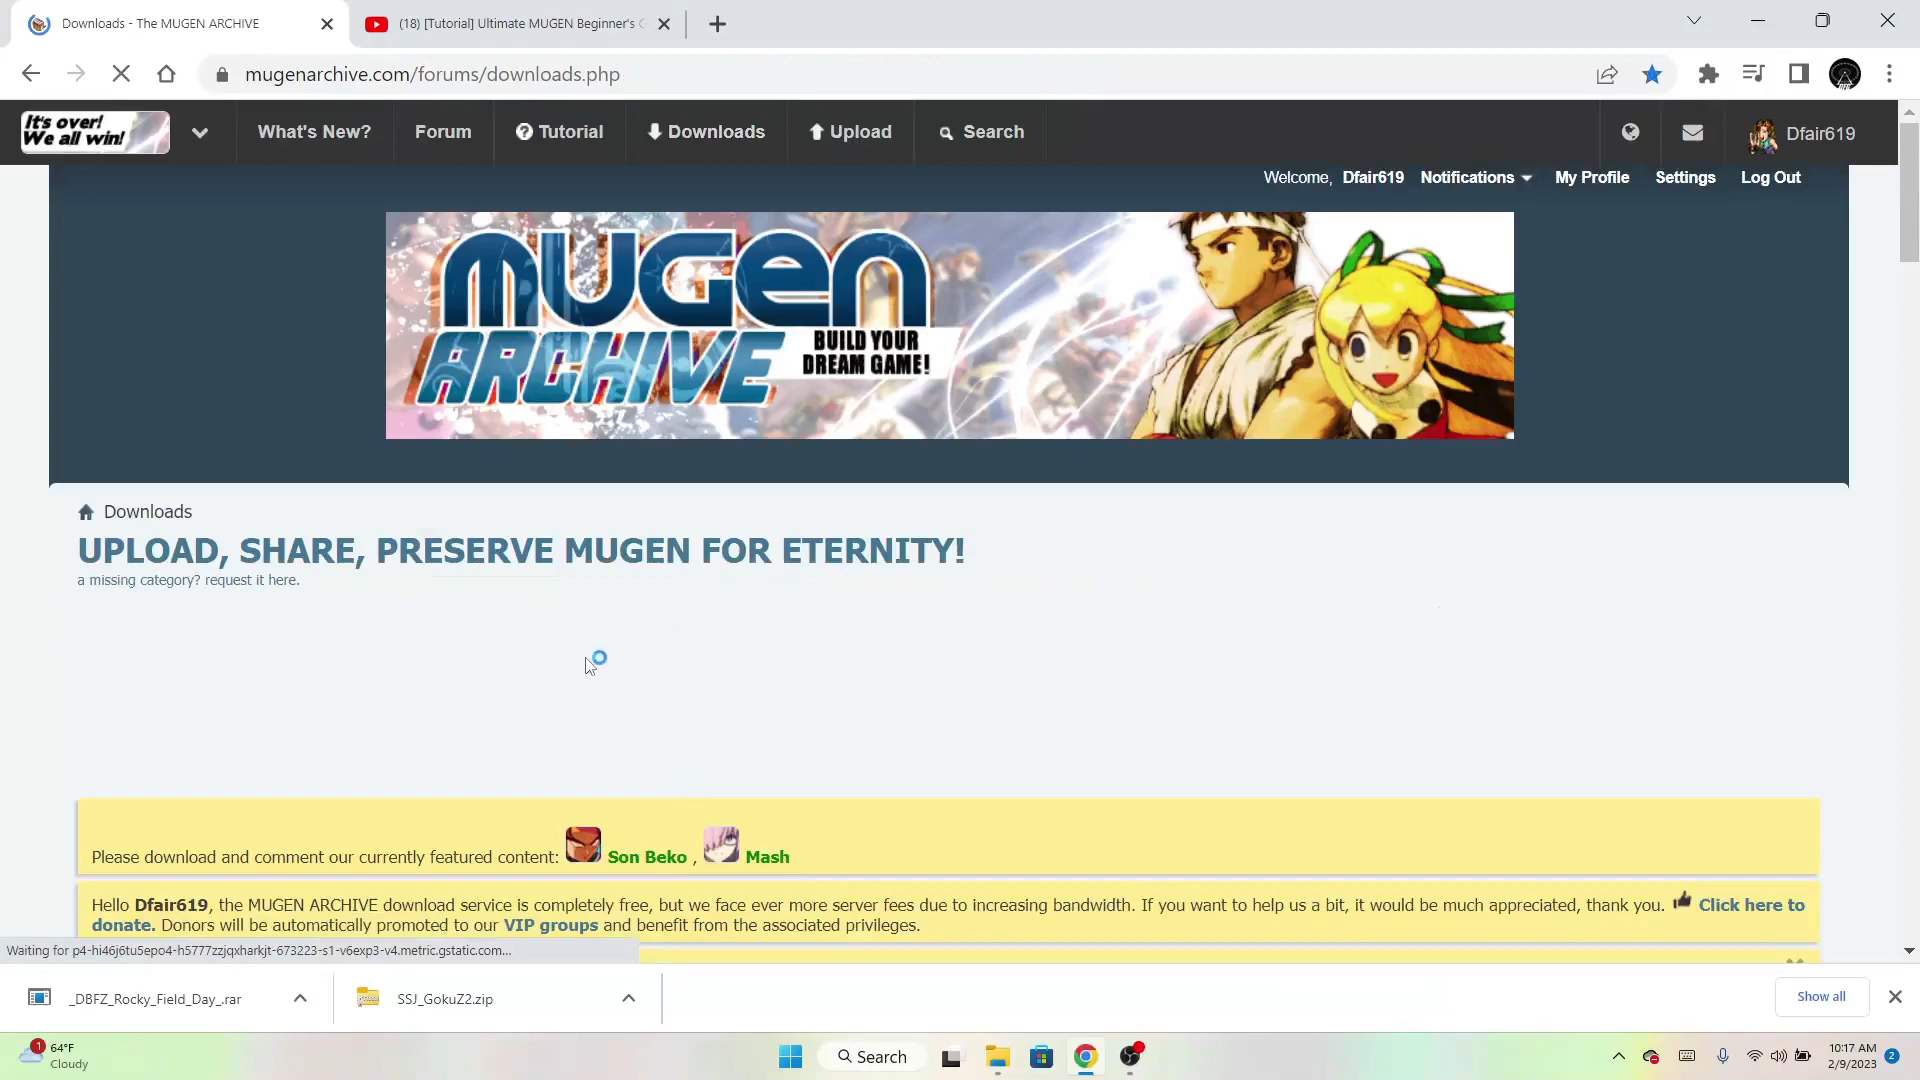 Downloads - The MUGEN ARCHIVE
(18) [Tutorial] Ultimate MUGEN Beginner's G
mugenarchive.com/forums/downloads.php
It's over!
We all win!
What's New?
Forum
Tutorial
Downloads
Upload
Search
Dfair619
Welcome, Dfair619 Notifications My Profile Settings Log Out
MUGEN
ARCHIVE
BUILD YOUR
DREAM GAME!
Downloads
UPLOAD, SHARE, PRESERVE MUGEN FOR ETERNITY!
a missing category? request it here.
Please download and comment our currently featured content: Son Beko , Mash
Hello Dfair619, the MUGEN ARCHIVE download service is completely free, but we face ever more server fees due to increasing bandwidth. If you want to help us a bit, it would be much appreciated, thank you. Click here to
donate. Donors will be automatically promoted to our VIP groups and benefit from the associated privileges.
Waiting for p4-hi46j6tu5epo4-h5777zzjqxharkjt-673223-s1-v6exp3-v4.metric.gstatic.com...
_DBFZ_Rocky_Field_Day_.rar
SSJ_GokuZ2.zip
Show all
1
64°F
Cloudy
Search
10:17 AM
2/9/2023
2